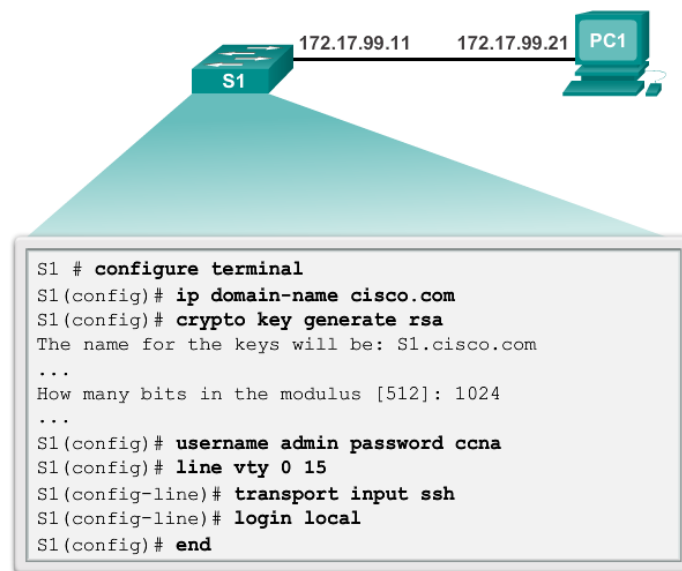 172.17.99.11 172.17.99.21 PC1
S1
S1 # configure terminal
S1(config)# ip domain-name cisco.com
S1(config)# crypto key generate rsa
The name for the keys will be: S1.cisco.com
...
How many bits in the modulus [512]: 1024
...
S1(config)# username admin password ccna
S1(config)# line vty 0 15
S1(config-line)# transport input ssh
S1(config-line)# login local
S1(config)# end